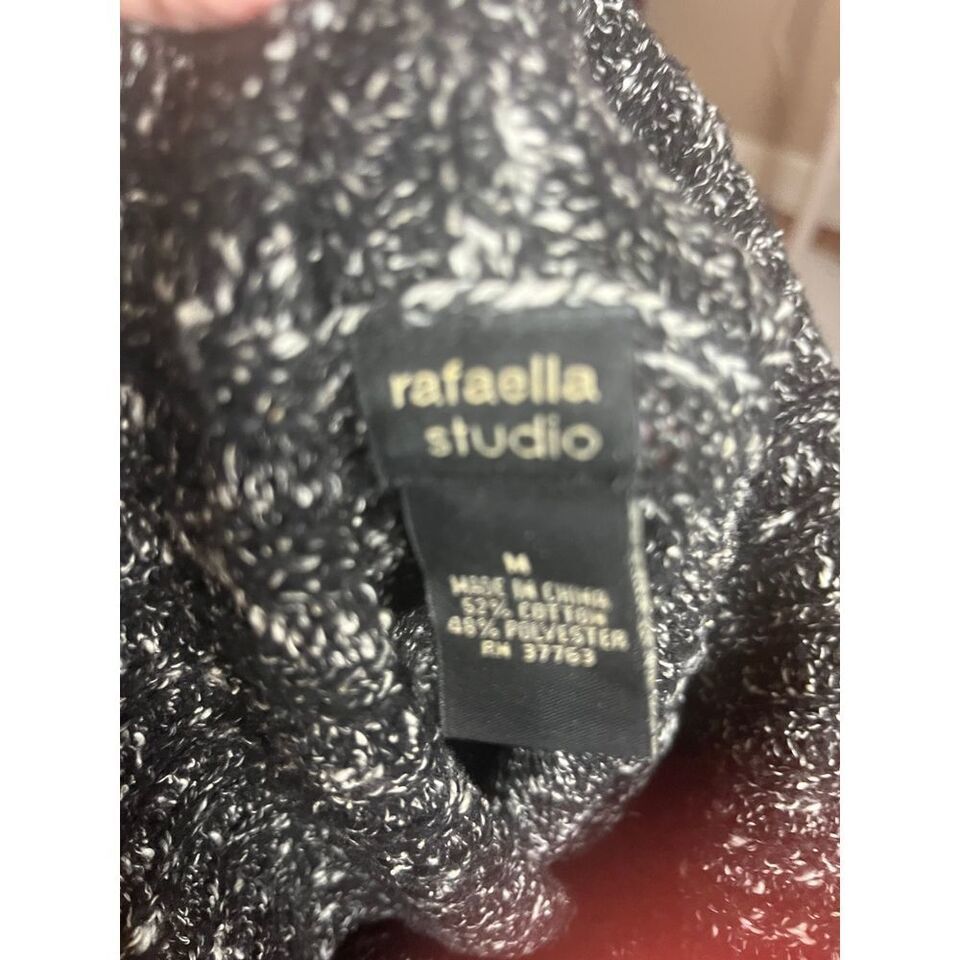 rafaella
studio
M
MADE IN CHINA
52% COTTON
48% POLYESTER
RN 37763